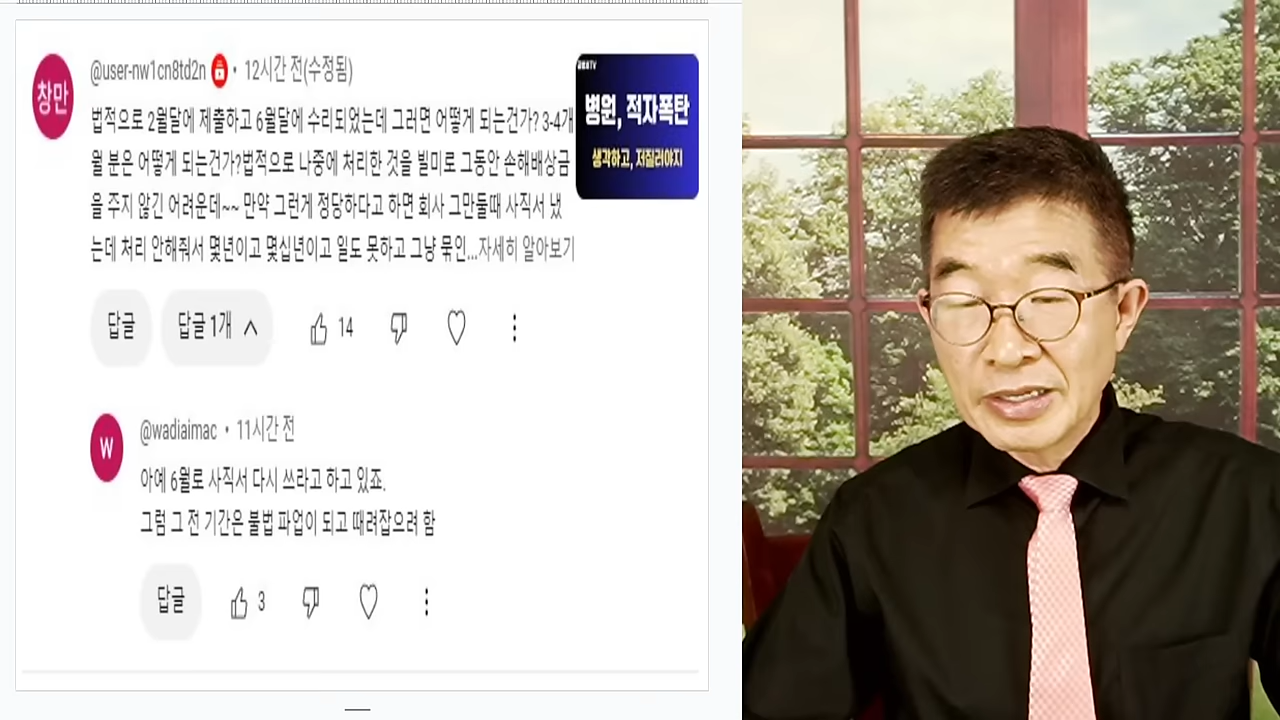 창만
@user-nw1cn8td2n · 12시간 전(수정됨)
법적으로 2월달에 제출하고 6월달에 수리되었는데 그러면 어떻게 되는건가? 3-4개
월 분은 어떻게 되는건가?법적으로 나중에 처리한 것을 빌미로 그동안 손해배상금
을 주지 않긴 어려운데~~ 만약 그런게 정당하다고 하면 회사 그만둘때 사직서 냈
는데 처리 안해줘서 몇년이고 몇십년이고 일도 못하고 그냥 묶인...자세히 알아보기
병원, 적자폭탄
생각하고, 저질러야지
답글
답글 1개
14
W
@wadiaimac · 11시간 전
아예 6월로 사직서 다시 쓰라고 하고 있죠.
그럼 그 전 기간은 불법 파업이 되고 때려잡으려 함
답글
3